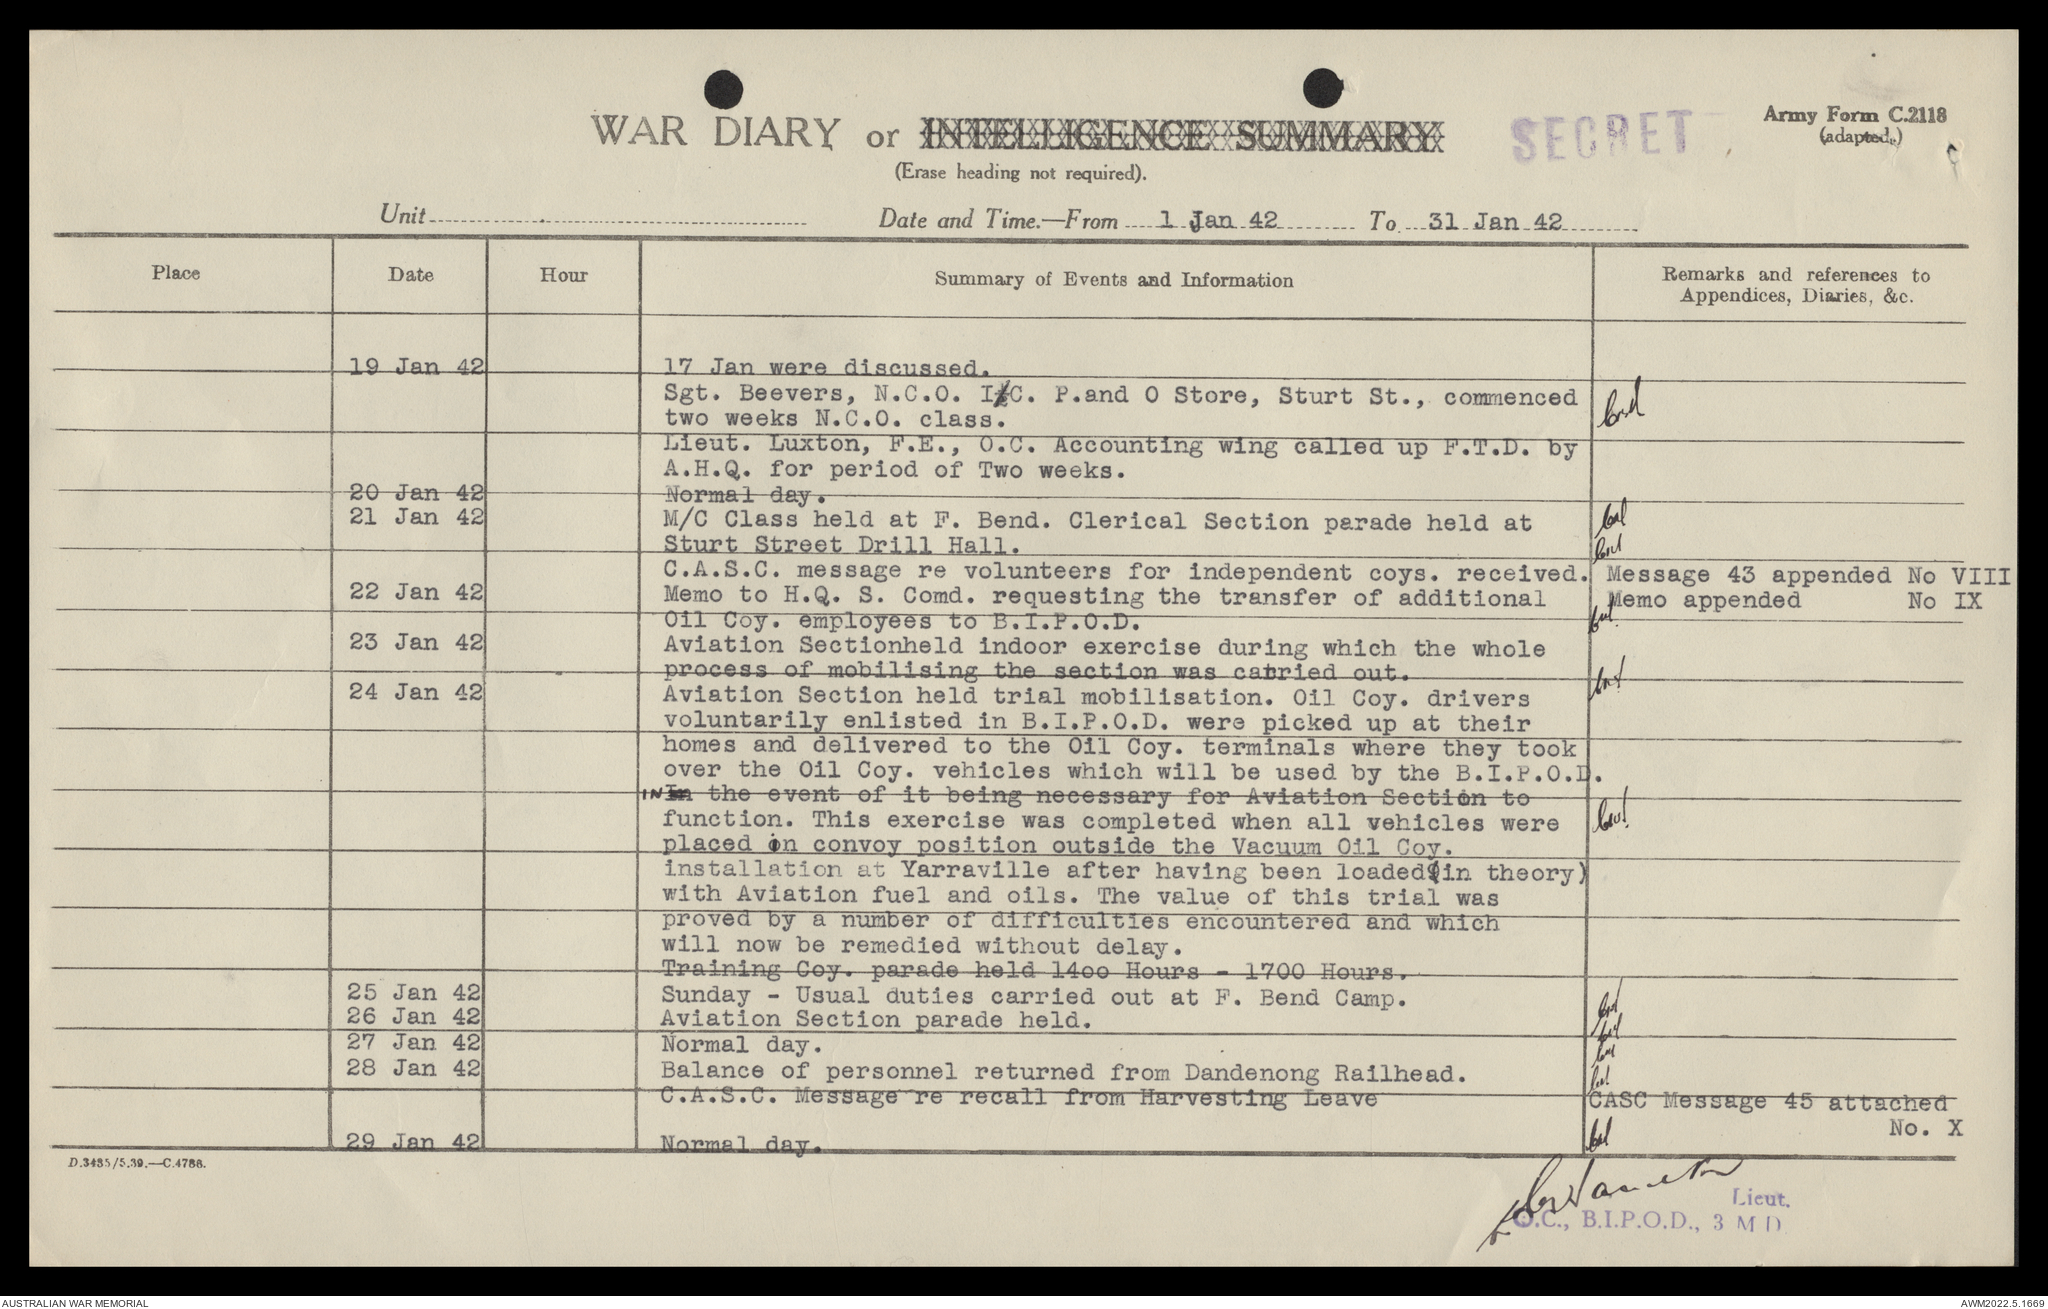 WAR DIARY or INTELLIGENCE SUMMARY
SECRET
Army Form C.2118
(adapted.)
(Erase heading not required).
Unit
Date and Time.—From 1 Jan 42 To 31 Jan 42
Place Date Hour Summary of Events and Information Remarks and references to
Appendices, Diaries, &c.
19 Jan 42 17 Jan were discussed.
Sgt. Beevers, N.C.O. I/C. P.and O Store, Sturt St., commenced
two weeks N.C.O. class.
Lieut. Luxton, F.E., O.C. Accounting wing called up F.T.D. by
A.H.Q. for period of Two weeks.
20 Jan 42 Normal day.
21 Jan 42 M/C Class held at F. Bend. Clerical Section parade held at
Sturt Street Drill Hall.
C.A.S.C. message re volunteers for independent coys. received. Message 43 appended No VIII
22 Jan 42 Memo to H.Q. S. Comd. requesting the transfer of additional Memo appended No IX
Oil Coy. employees to B.I.P.O.D.
23 Jan 42 Aviation Sectionheld indoor exercise during which the whole
process of mobilising the section was carried out.
24 Jan 42 Aviation Section held trial mobilisation. Oil Coy. drivers
voluntarily enlisted in B.I.P.O.D. were picked up at their
homes and delivered to the Oil Coy. terminals where they took
over the Oil Coy. vehicles which will be used by the B.I.P.O.D.
IN the event of it being necessary for Aviation Section to
function. This exercise was completed when all vehicles were
placed in convoy position outside the Vacuum Oil Coy.
installation at Yarraville after having been loaded(in theory)
with Aviation fuel and oils. The value of this trial was
proved by a number of difficulties encountered and which
will now be remedied without delay.
Training Coy. parade held 14oo Hours - 1700 Hours.
25 Jan 42 Sunday - Usual duties carried out at F. Bend Camp.
26 Jan 42 Aviation Section parade held.
27 Jan 42 Normal day.
28 Jan 42 Balance of personnel returned from Dandenong Railhead.
C.A.S.C. Message re recall from Harvesting Leave CASC Message 45 attached
No. X
29 Jan 42 Normal day.
D.3485/5.39.—C.4788.
Lieut.
O.C., B.I.P.O.D., 3 M D
AUSTRALIAN WAR MEMORIAL
AWM2022.5.1669